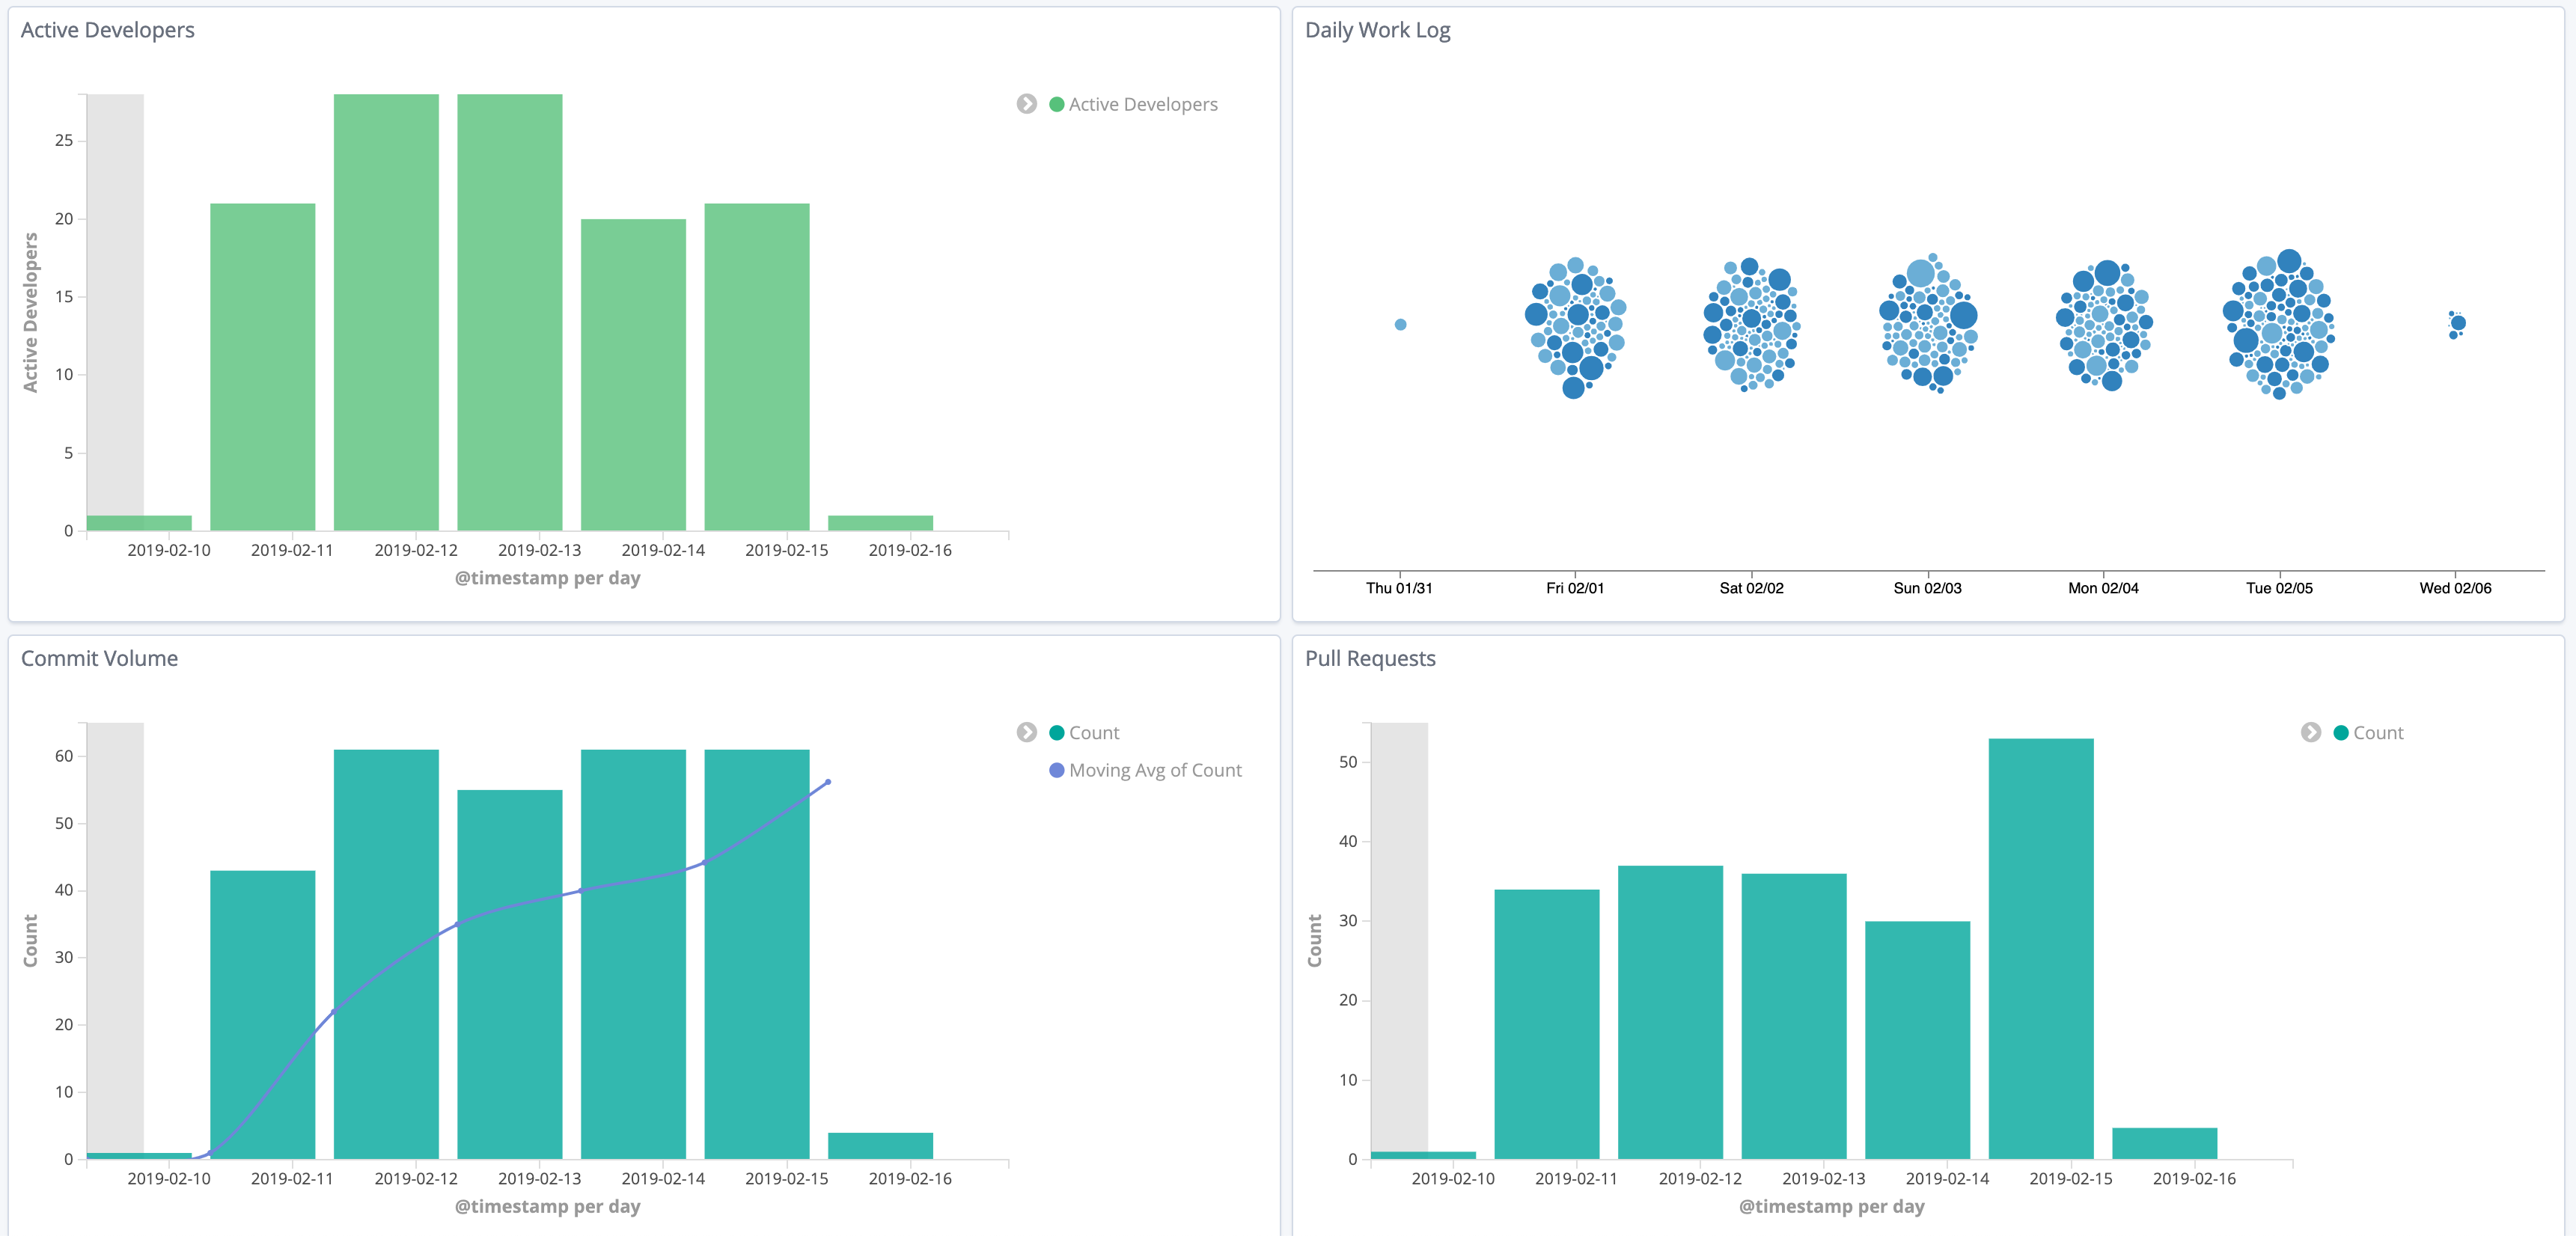 Active Developers
Active Developers
25
20
15
10
5
0
Active Developers
2019-02-10 2019-02-11 2019-02-12 2019-02-13 2019-02-14 2019-02-15 2019-02-16
@timestamp per day
Daily Work Log
Thu 01/31 Fri 02/01 Sat 02/02 Sun 02/03 Mon 02/04 Tue 02/05 Wed 02/06
Commit Volume
Count
Moving Avg of Count
60
50
40
30
20
10
0
Count
2019-02-10 2019-02-11 2019-02-12 2019-02-13 2019-02-14 2019-02-15 2019-02-16
@timestamp per day
Pull Requests
Count
50
40
30
20
10
0
Count
2019-02-10 2019-02-11 2019-02-12 2019-02-13 2019-02-14 2019-02-15 2019-02-16
@timestamp per day